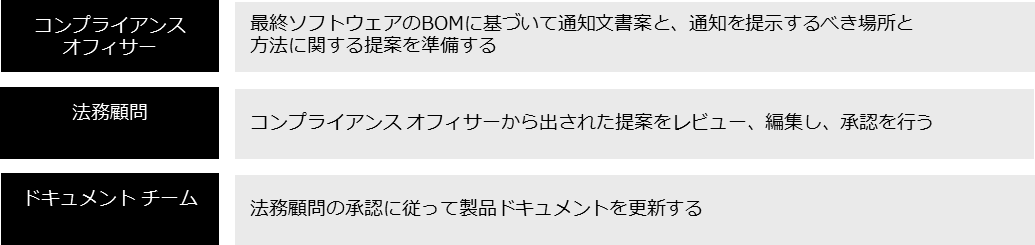 コンプライアンス
オフィサー
最終ソフトウェアのBOMに基づいて通知文書案と、通知を提示するべき場所と
方法に関する提案を準備する
法務顧問
コンプライアンス オフィサーから出された提案をレビュー、編集し、承認を行う
ドキュメント チーム
法務顧問の承認に従って製品ドキュメントを更新する